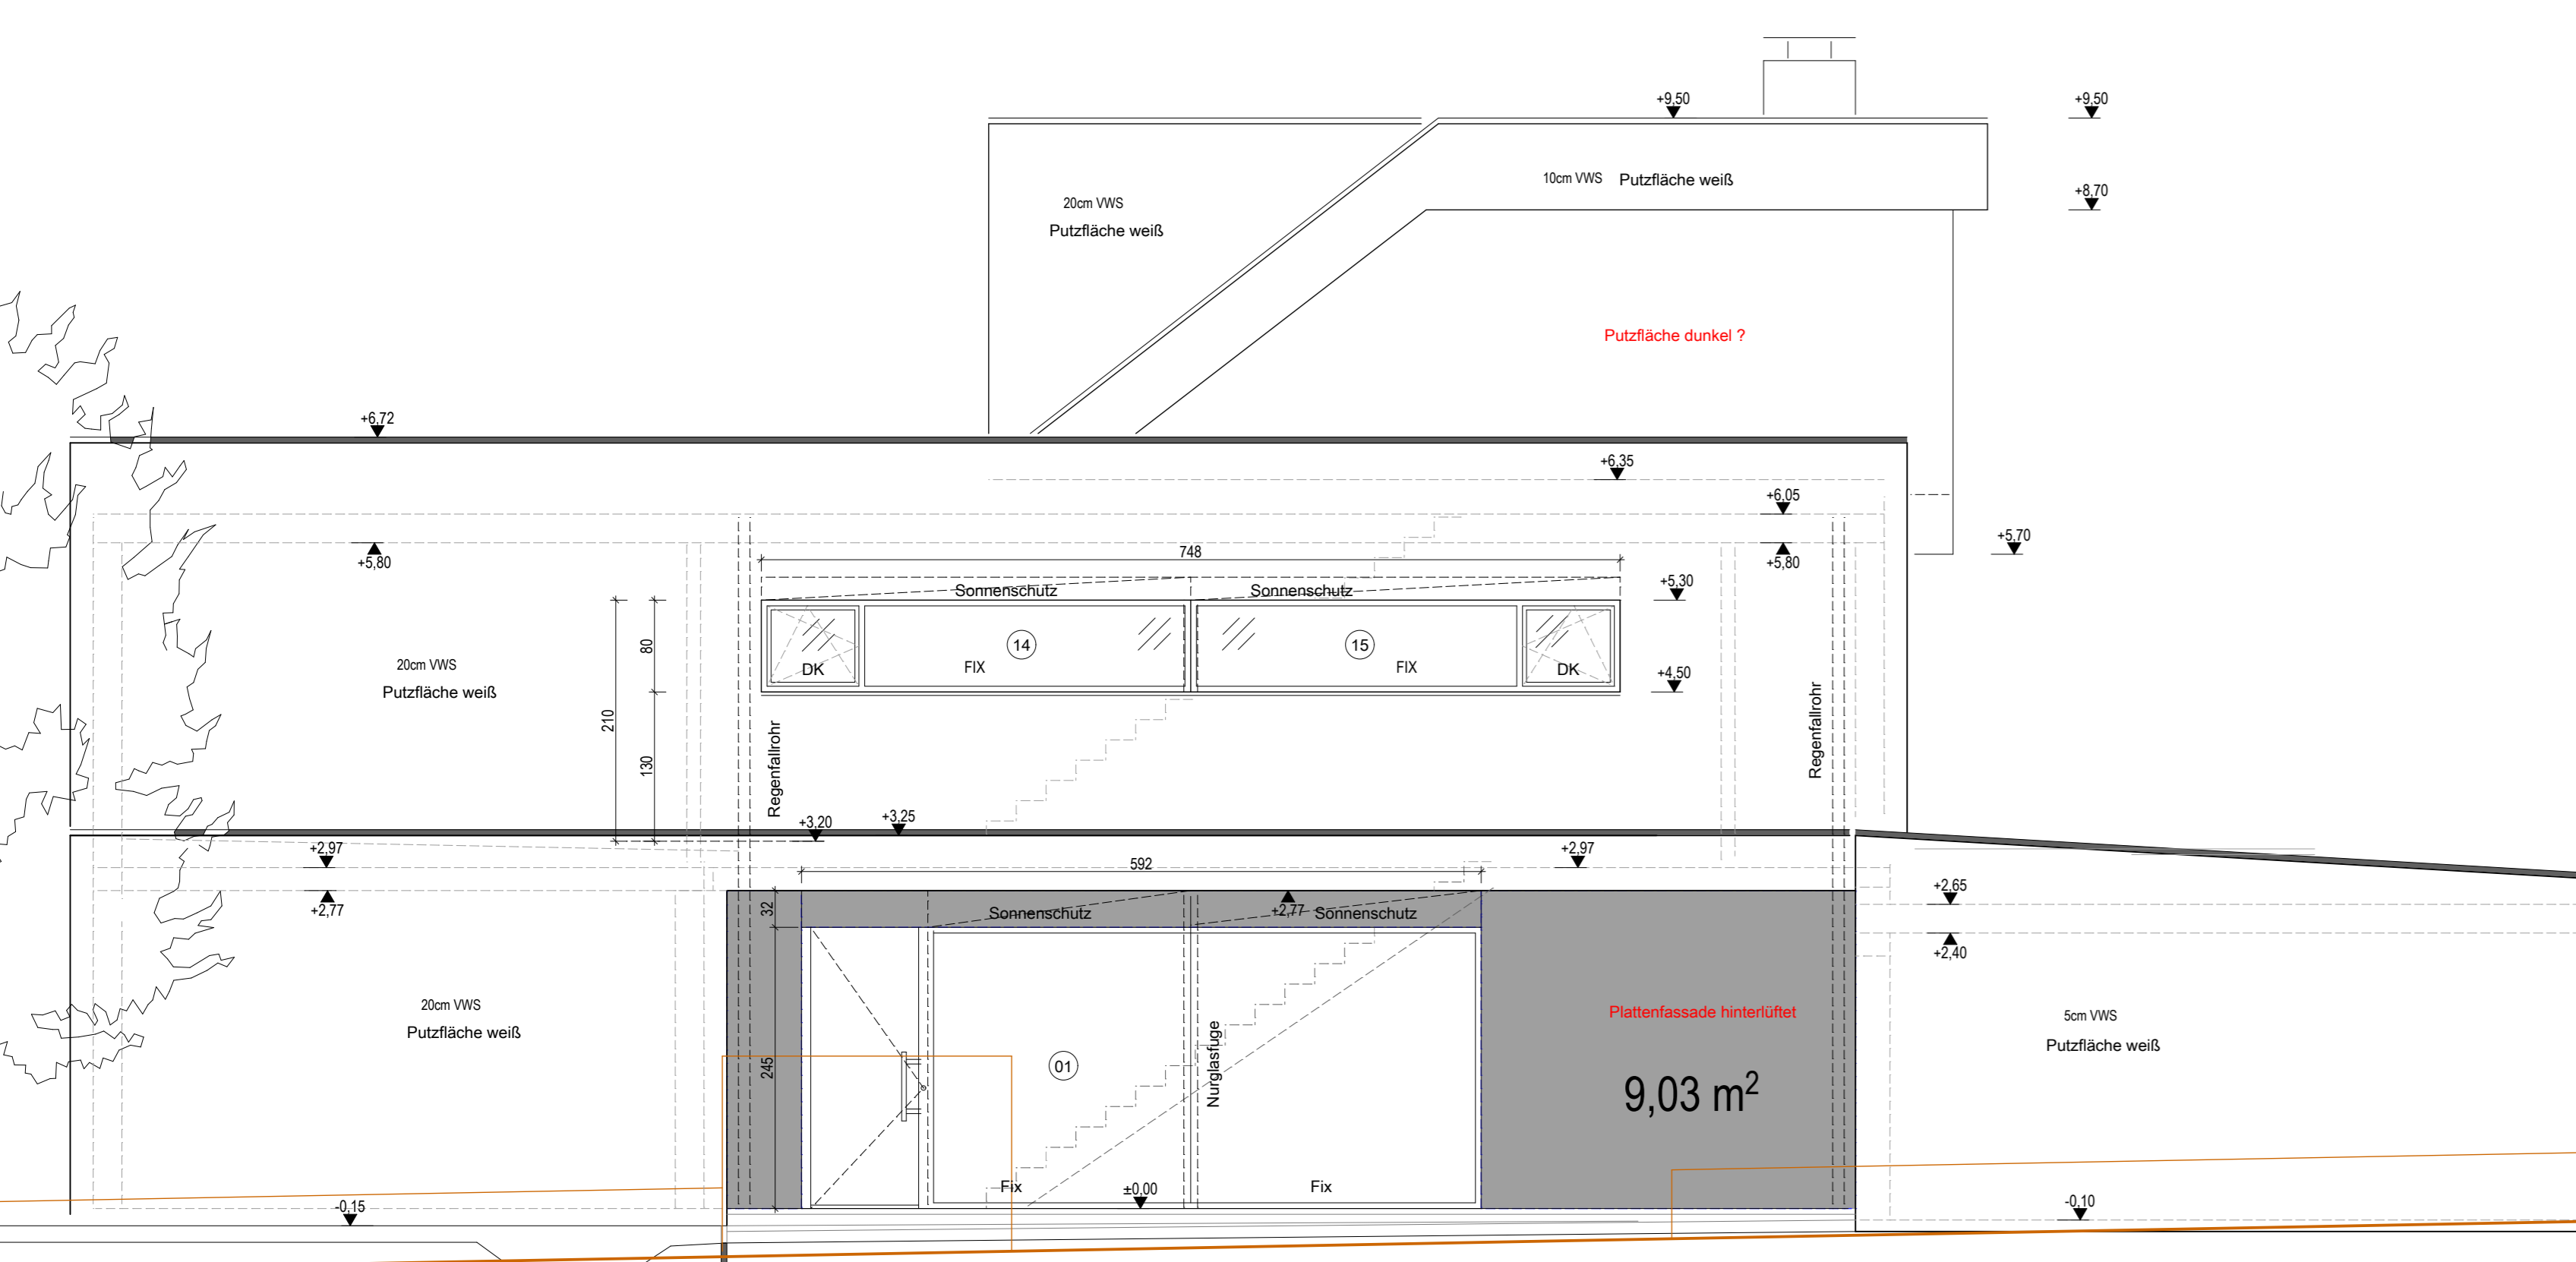 +9,50
+9,50
10cm VWS Putzfläche weiß
+8,70
20cm VWS
Putzfläche weiß
Putzfläche dunkel ?
+6,72
+6,35
+6,05
+5,70
+5,80
748
+5,80
Sonnenschutz
Sonnenschutz
+5,30
80
14
15
DK
FIX
FIX
DK
+4,50
20cm VWS
Putzfläche weiß
210
130
Regenfallrohr
Regenfallrohr
+3,20
+3,25
+2,97
592
+2,97
+2,77
32
Sonnenschutz
+2,77
Sonnenschutz
+2,65
+2,40
20cm VWS
Putzfläche weiß
245
01
Nurglasfuge
Plattenfassade hinterlüftet
9,03 m²
5cm VWS
Putzfläche weiß
Fix
±0,00
Fix
-0,15
-0,10